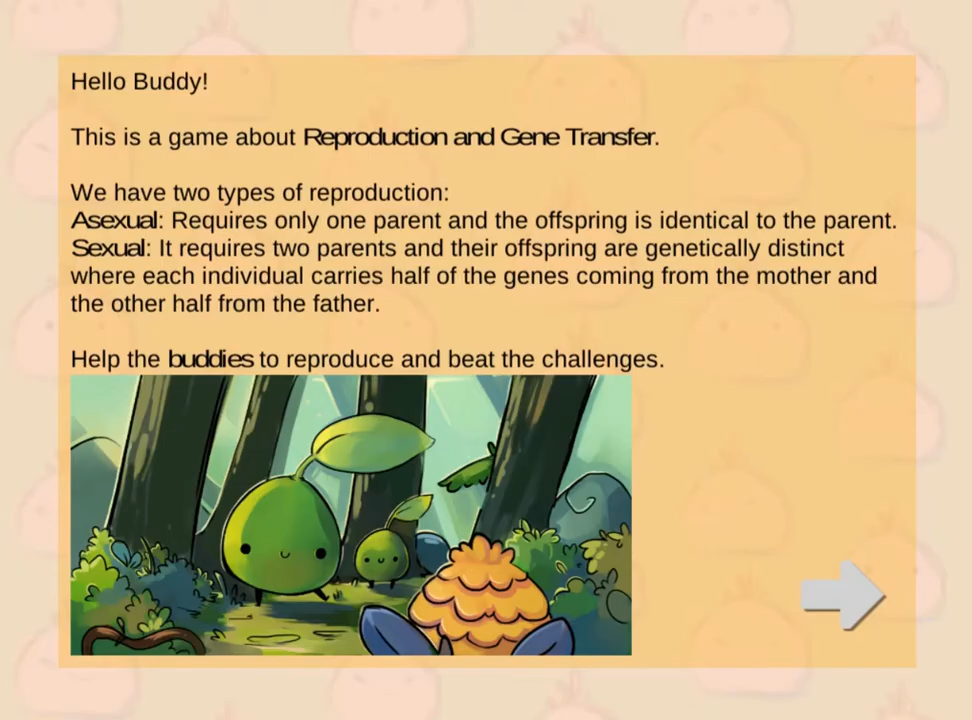 Hello Buddy!
This is a game about Reproduction and Gene Transfer.
We have two types of reproduction:
Asexual: Requires only one parent and the offspring is identical to the parent.
Sexual: It requires two parents and their offspring are genetically distinct
where each individual carries half of the genes coming from the mother and
the other half from the father.
Help the buddies to reproduce and beat the challenges.